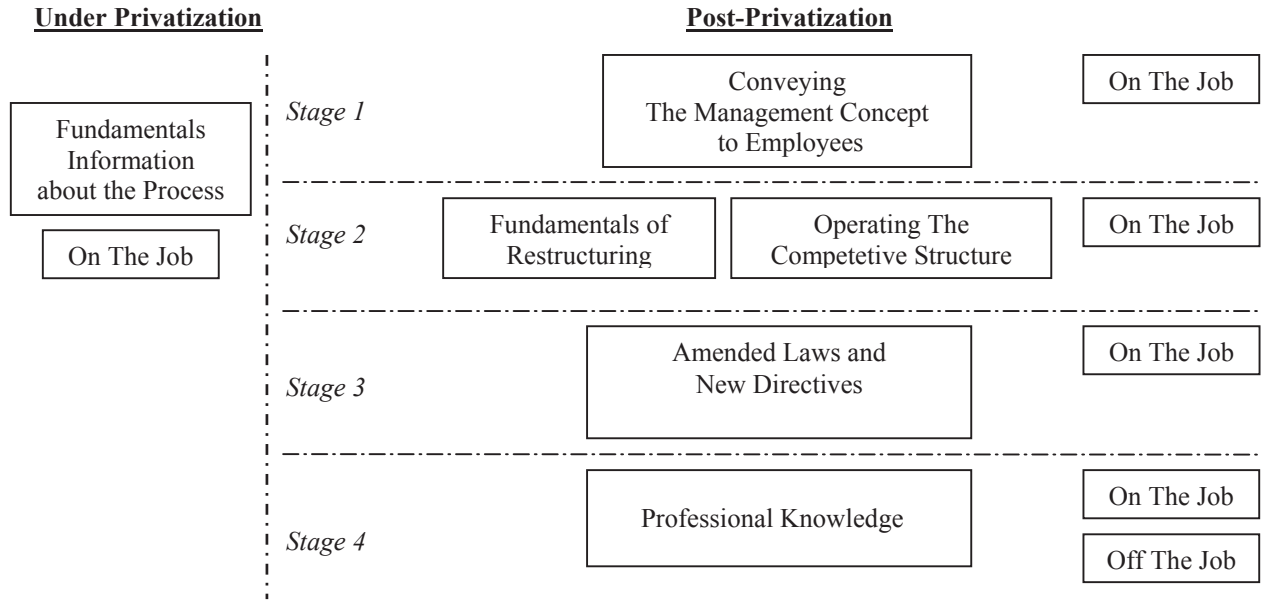 Under Privatization
Post-Privatization
Fundamentals
Information
about the Process
On The Job
Stage 1
Conveying
The Management Concept
to Employees
On The Job
Stage 2
Fundamentals of
Restructuring
Operating The
Competetive Structure
On The Job
Stage 3
Amended Laws and
New Directives
On The Job
Stage 4
Professional Knowledge
On The Job
Off The Job